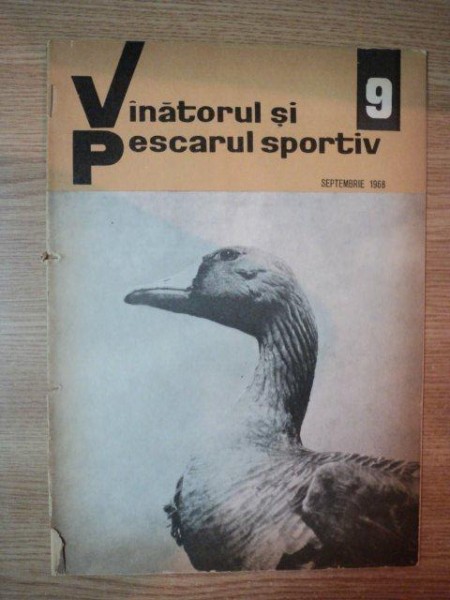 Vînătorul și
9
Pescarul sportiv
SEPTEMBRIE 1968